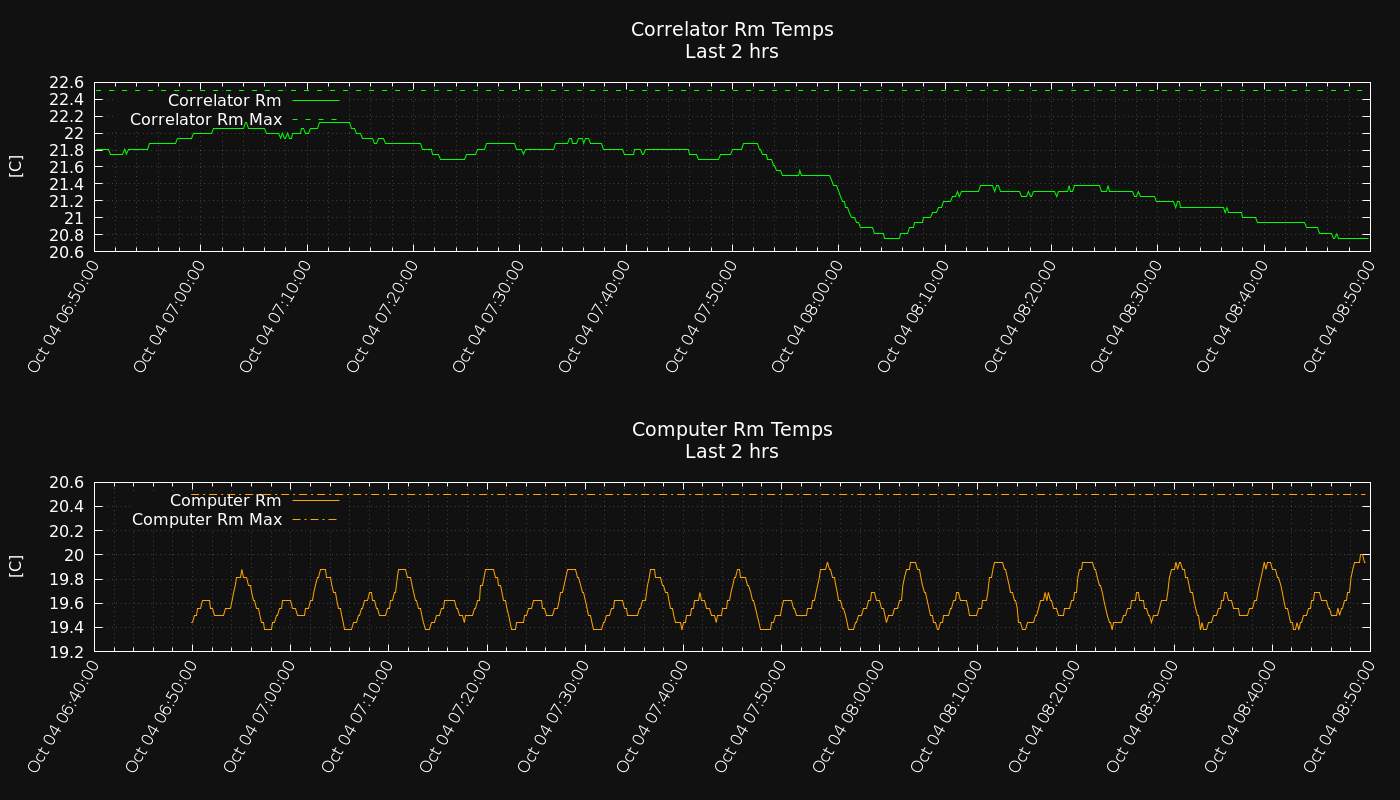 Correlator Rm Temps
Last 2 hrs
22.6
22.4
22.2
22
21.8
21.6
21.4
21.2
21
20.8
20.6
[C]
Correlator Rm
Correlator Rm Max
Oct 04 06:50:00
Oct 04 07:00:00
Oct 04 07:10:00
Oct 04 07:20:00
Oct 04 07:30:00
Oct 04 07:40:00
Oct 04 07:50:00
Oct 04 08:00:00
Oct 04 08:10:00
Oct 04 08:20:00
Oct 04 08:30:00
Oct 04 08:40:00
Oct 04 08:50:00
Computer Rm Temps
Last 2 hrs
20.6
20.4
20.2
20
19.8
19.6
19.4
19.2
[C]
Computer Rm
Computer Rm Max
Oct 04 06:40:00
Oct 04 06:50:00
Oct 04 07:00:00
Oct 04 07:10:00
Oct 04 07:20:00
Oct 04 07:30:00
Oct 04 07:40:00
Oct 04 07:50:00
Oct 04 08:00:00
Oct 04 08:10:00
Oct 04 08:20:00
Oct 04 08:30:00
Oct 04 08:40:00
Oct 04 08:50:00